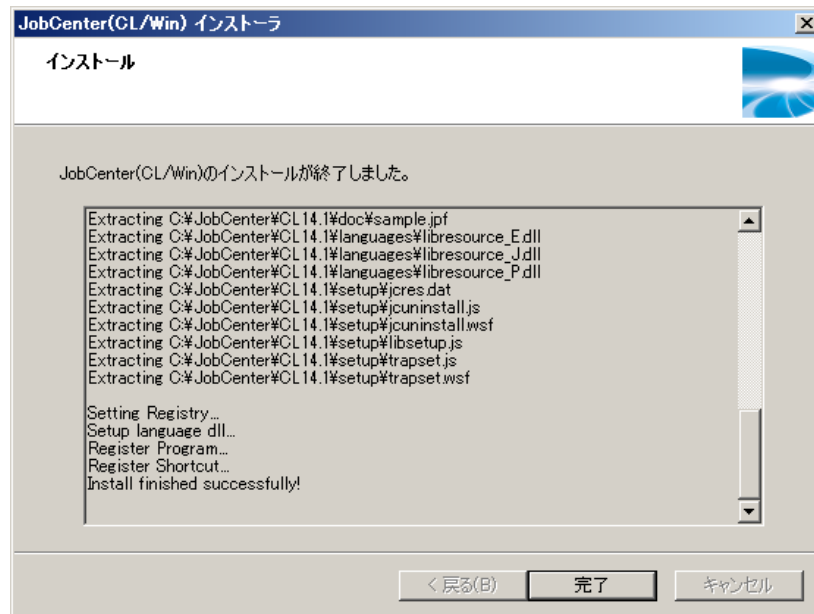 JobCenter(CL/Win) インストーラ
インストール
JobCenter(CL/Win)のインストールが終了しました。
Extracting C:¥JobCenter¥CL14.1¥doc¥sample.jpf
Extracting C:¥JobCenter¥CL14.1¥languages¥libresource_E.dll
Extracting C:¥JobCenter¥CL14.1¥languages¥libresource_J.dll
Extracting C:¥JobCenter¥CL14.1¥languages¥libresource_P.dll
Extracting C:¥JobCenter¥CL14.1¥setup¥jcres.dat
Extracting C:¥JobCenter¥CL14.1¥setup¥jcuninstall.js
Extracting C:¥JobCenter¥CL14.1¥setup¥jcuninstall.wsf
Extracting C:¥JobCenter¥CL14.1¥setup¥libsetup.js
Extracting C:¥JobCenter¥CL14.1¥setup¥trapset.js
Extracting C:¥JobCenter¥CL14.1¥setup¥trapset.wsf
Setting Registry...
Setup language dll...
Register Program...
Register Shortcut...
Install finished successfully!
< 戻る(B)
完了
キャンセル